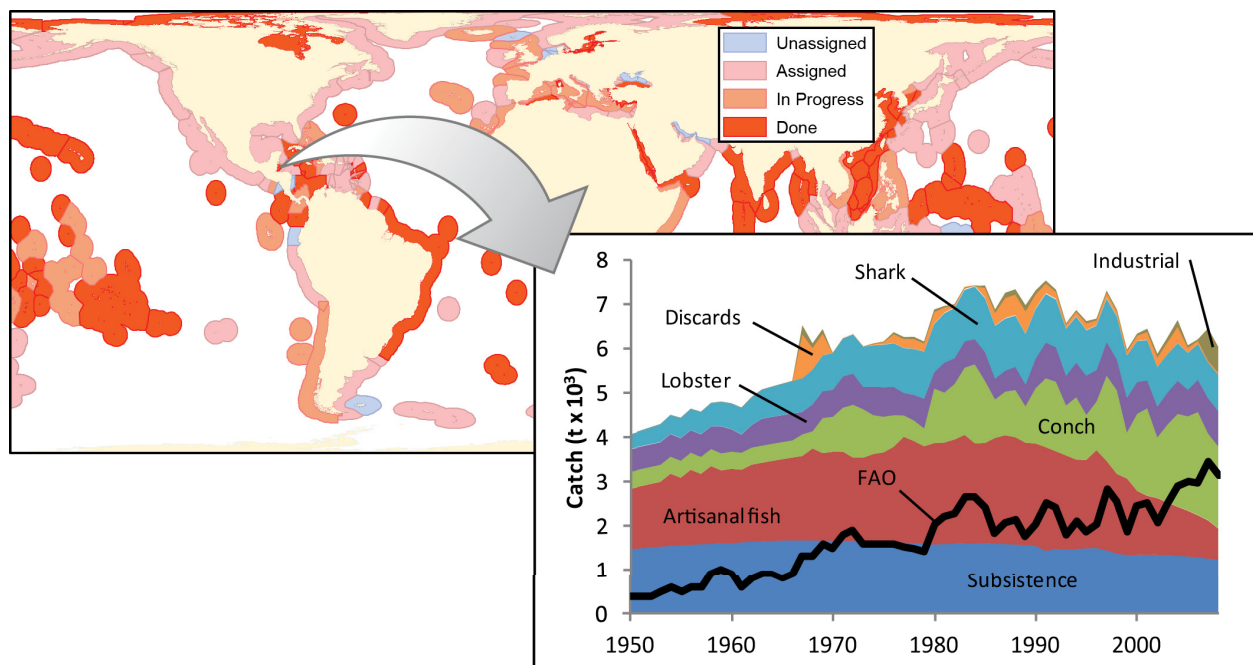 Unassigned
Assigned
In Progress
Done
Catch (t x 10³)
8
7
6
5
4
3
2
1
0
1950
1960
1970
1980
1990
2000
Industrial
Shark
Discards
Lobster
Conch
FAO
Artisanal fish
Subsistence